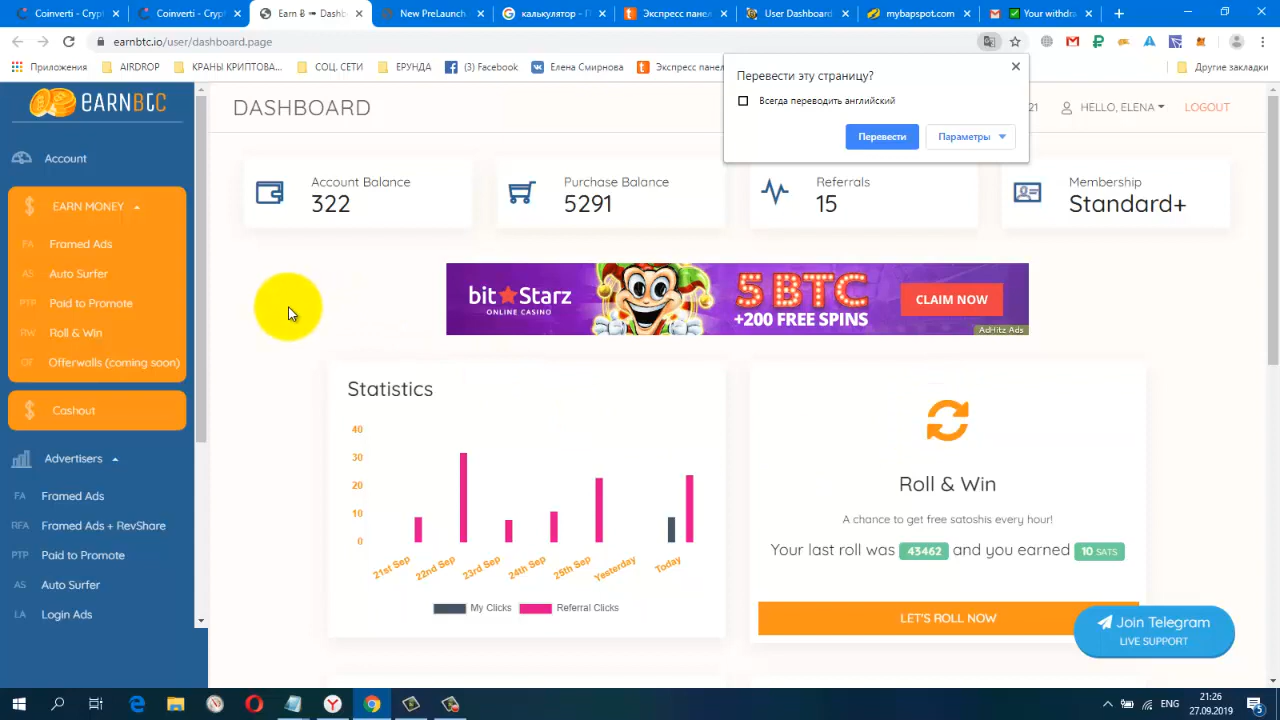 Coinverti - Crypt
Coinverti - Crypt
Earn B — Dashb
New PreLaunch
калькулятор - П
Экспресс панел
User Dashboard
mybapspot.com
Your withdra
earnbtc.io/user/dashboard.page
Приложения
AIRDROP
КРАНЫ КРИПТОВА...
СОЦ. СЕТИ
ЕРУНДА
(3) Facebook
Елена Смирнова
Экспресс панель
Другие закладки
Перевести эту страницу?
Всегда переводить английский
Перевести
Параметры
EARNBTC
DASHBOARD
21
HELLO, ELENA
LOGOUT
Account
EARN MONEY
FA Framed Ads
AS Auto Surfer
PTP Paid to Promote
RW Roll & Win
OT Offerwalls (coming soon)
Cashout
Advertisers
FA Framed Ads
RFA Framed Ads + RevShare
PTP Paid to Promote
AS Auto Surfer
LA Login Ads
Account Balance
322
Purchase Balance
5291
Referrals
15
Membership
Standard+
bitStarz
ONLINE CASINO
5 BTC
+200 FREE SPINS
CLAIM NOW
AdHitz Ads
Statistics
40
30
20
10
0
21st Sep
22nd Sep
23rd Sep
24th Sep
25th Sep
Yesterday
Today
My Clicks
Referral Clicks
Roll & Win
A chance to get free satoshis every hour!
Your last roll was 43462 and you earned 10 SATS
LET'S ROLL NOW
Join Telegram
LIVE SUPPORT
ENG
21:26
27.09.2019